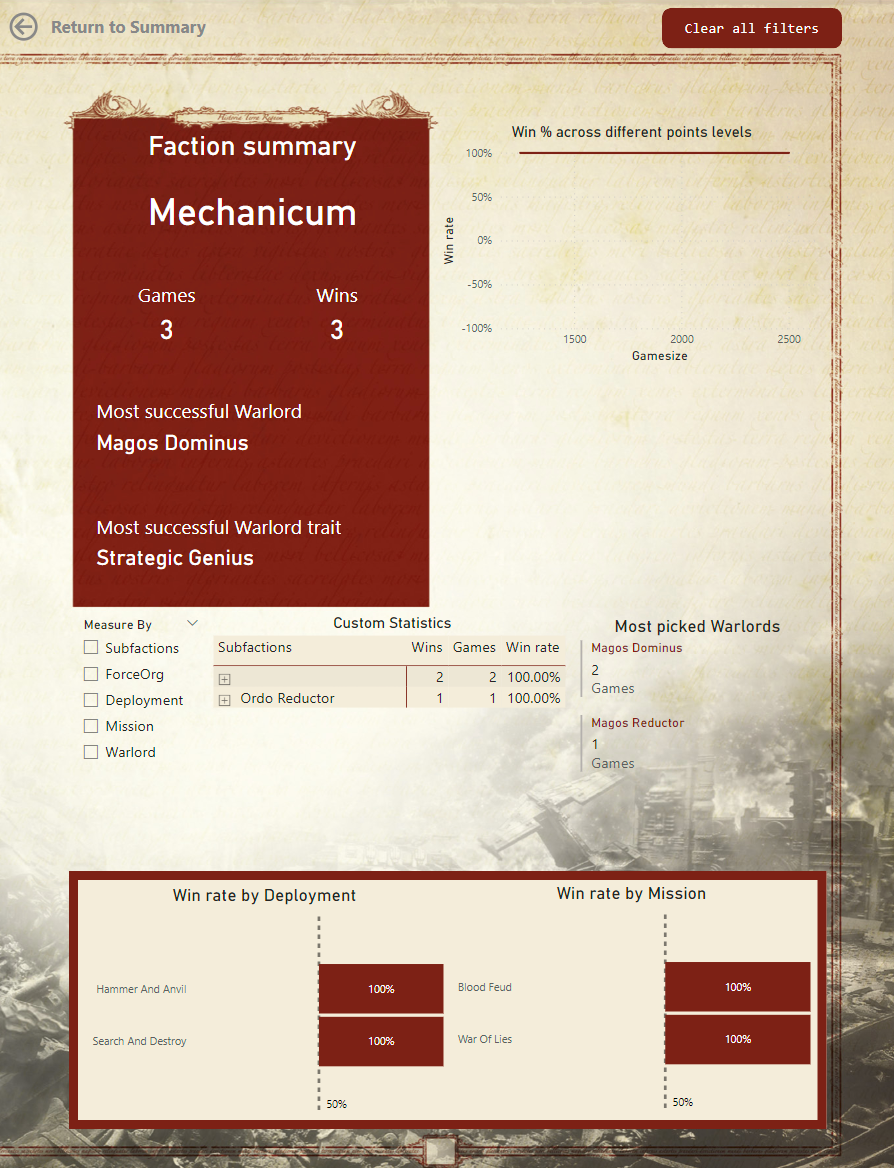 Return to Summary
Clear all filters
Faction summary
Mechanicum
Games
Wins
3
3
Most successful Warlord
Magos Dominus
Most successful Warlord trait
Strategic Genius
Win % across different points levels
Win rate
100%
50%
0%
-50%
-100%
1500
2000
2500
Gamesize
Measure By
Subfactions
ForceOrg
Deployment
Mission
Warlord
Custom Statistics
Subfactions Wins Games Win rate
2 2 100.00%
Ordo Reductor 1 1 100.00%
Most picked Warlords
Magos Dominus
2
Games
Magos Reductor
1
Games
Win rate by Deployment
Hammer And Anvil 100%
Search And Destroy 100%
50%
Win rate by Mission
Blood Feud 100%
War Of Lies 100%
50%